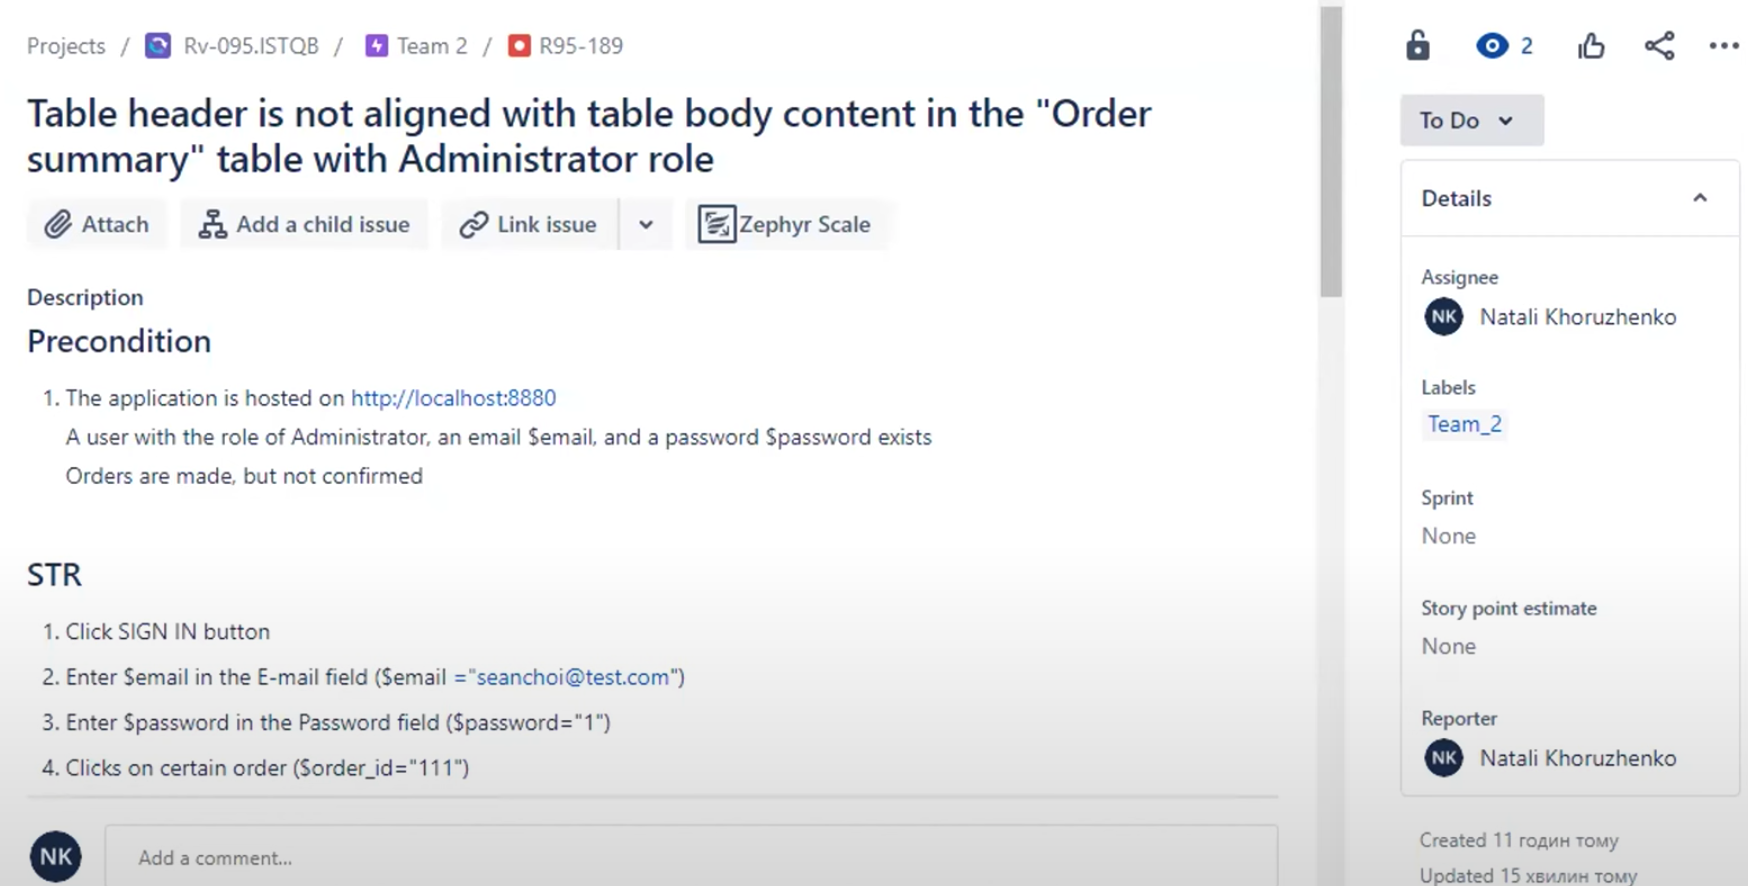 Projects / Rv-095.ISTQB / Team 2 / R95-189
Table header is not aligned with table body content in the "Order
summary" table with Administrator role
Attach Add a child issue Link issue Zephyr Scale
Description
Precondition
1. The application is hosted on http://localhost:8880
A user with the role of Administrator, an email $email, and a password $password exists
Orders are made, but not confirmed
STR
1. Click SIGN IN button
2. Enter $email in the E-mail field ($email ="seanchoi@test.com")
3. Enter $password in the Password field ($password="1")
4. Clicks on certain order ($order_id="111")
NK Add a comment...
2
To Do
Details
Assignee
NK Natali Khoruzhenko
Labels
Team_2
Sprint
None
Story point estimate
None
Reporter
NK Natali Khoruzhenko
Created 11 годин тому
Updated 15 хвилин тому